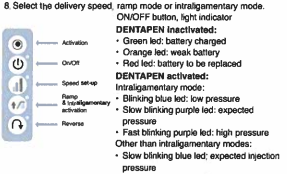 8. Select the delivery speed, ramp mode or intraligamentary mode.
ON/OFF button, light indicator
DENTAPEN inactivated:
• Green led: battery charged
• Orange led: weak battery
• Red led: battery to be replaced
DENTAPEN activated:
Intraligamentary mode:
• Blinking blue led: low pressure
• Slow blinking purple led: expected
pressure
• Fast blinking purple led: high pressure
Other than intraligamentary modes:
• Slow blinking blue led: expected injection
pressure
Activation
On/Off
Speed set-up
Ramp
& Intraligamentary
activation
Reverse